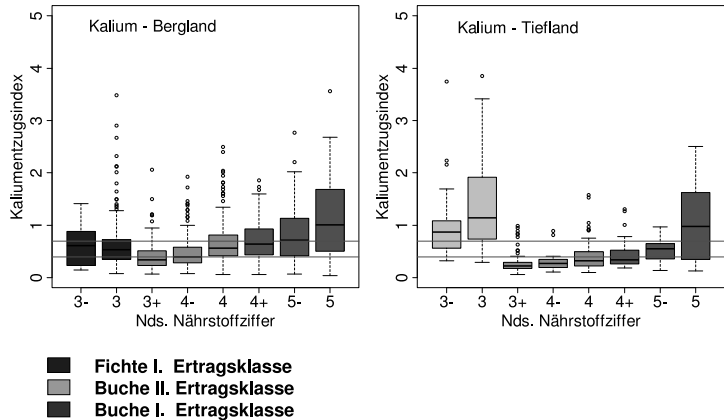 Kalium - Bergland
Kaliumentzugsindex
5
4
3
2
1
0
3- 3 3+ 4- 4 4+ 5- 5
Nds. Nährstoffziffer
Kalium - Tiefland
Kaliumentzugsindex
5
4
3
2
1
0
3- 3 3+ 4- 4 4+ 5- 5
Nds. Nährstoffziffer
Fichte I. Ertragsklasse
Buche II. Ertragsklasse
Buche I. Ertragsklasse